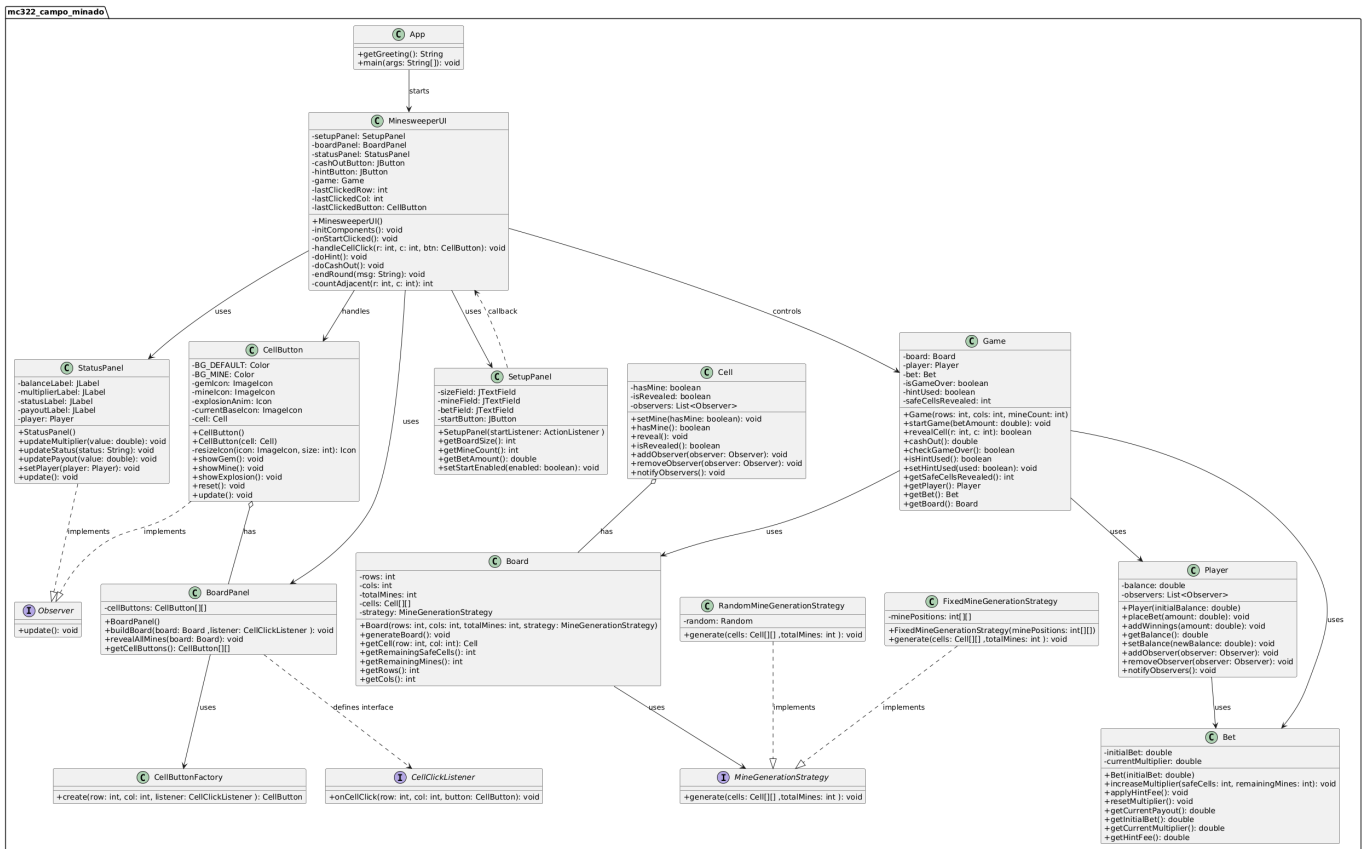 mc322_campo_minado
C App
+getGreeting(): String
+main(args: String[]): void
starts
C MinesweeperUI
-setupPanel: SetupPanel
-boardPanel: BoardPanel
-statusPanel: StatusPanel
-cashOutButton: JButton
-hintButton: JButton
-game: Game
-lastClickedRow: int
-lastClickedCol: int
-lastClickedButton: CellButton
+MinesweeperUI()
-initComponents(): void
-onStartClicked(): void
-handleCellClick(r: int, c: int, btn: CellButton): void
-doHint(): void
-doCashOut(): void
-endRound(msg: String): void
-countAdjacent(r: int, c: int): int
uses
handles
uses
uses
callback
controls
C StatusPanel
-balanceLabel: JLabel
-multiplierLabel: JLabel
-statusLabel: JLabel
-payoutLabel: JLabel
-player: Player
+StatusPanel()
+updateMultiplier(value: double): void
+updateStatus(status: String): void
+updatePayout(value: double): void
+setPlayer(player: Player): void
+update(): void
C CellButton
-BG_DEFAULT: Color
-BG_MINE: Color
-gemIcon: ImageIcon
-mineIcon: ImageIcon
-explosionAnim: Icon
-currentBaseIcon: ImageIcon
-cell: Cell
+CellButton()
+CellButton(cell: Cell)
-resizeIcon(icon: ImageIcon, size: int): Icon
+showGem(): void
+showMine(): void
+showExplosion(): void
+reset(): void
+update(): void
C SetupPanel
-sizeField: JTextField
-mineField: JTextField
-betField: JTextField
-startButton: JButton
+SetupPanel(startListener: ActionListener )
+getBoardSize(): int
+getMineCount(): int
+getBetAmount(): double
+setStartEnabled(enabled: boolean): void
C Cell
-hasMine: boolean
-isRevealed: boolean
-observers: List<Observer>
+setMine(hasMine: boolean): void
+hasMine(): boolean
+reveal(): void
+isRevealed(): boolean
+addObserver(observer: Observer): void
+removeObserver(observer: Observer): void
+notifyObservers(): void
C Game
-board: Board
-player: Player
-bet: Bet
-isGameOver: boolean
-hintUsed: boolean
-safeCellsRevealed: int
+Game(rows: int, cols: int, mineCount: int)
+startGame(betAmount: double): void
+revealCell(r: int, c: int): boolean
+cashOut(): double
+checkGameOver(): boolean
+isHintUsed(): boolean
+setHintUsed(used: boolean): void
+getSafeCellsRevealed(): int
+getPlayer(): Player
+getBet(): Bet
+getBoard(): Board
implements
implements
has
has
uses
uses
uses
I Observer
+update(): void
C BoardPanel
-cellButtons: CellButton[][]
+BoardPanel()
+buildBoard(board: Board ,listener: CellClickListener ): void
+revealAllMines(board: Board): void
+getCellButtons(): CellButton[][]
C Board
-rows: int
-cols: int
-totalMines: int
-cells: Cell[][]
-strategy: MineGenerationStrategy
+Board(rows: int, cols: int, totalMines: int, strategy: MineGenerationStrategy)
+generateBoard(): void
+getCell(row: int, col: int): Cell
+getRemainingSafeCells(): int
+getRemainingMines(): int
+getRows(): int
+getCols(): int
C RandomMineGenerationStrategy
-random: Random
+generate(cells: Cell[][] ,totalMines: int ): void
C FixedMineGenerationStrategy
-minePositions: int[][]
+FixedMineGenerationStrategy(minePositions: int[][])
+generate(cells: Cell[][] ,totalMines: int ): void
C Player
-balance: double
-observers: List<Observer>
+Player(initialBalance: double)
+placeBet(amount: double): void
+addWinnings(amount: double): void
+getBalance(): double
+setBalance(newBalance: double): void
+addObserver(observer: Observer): void
+removeObserver(observer: Observer): void
+notifyObservers(): void
uses
defines interface
uses
implements
implements
uses
C CellButtonFactory
+create(row: int, col: int, listener: CellClickListener ): CellButton
I CellClickListener
+onCellClick(row: int, col: int, button: CellButton): void
I MineGenerationStrategy
+generate(cells: Cell[][] ,totalMines: int ): void
C Bet
-initialBet: double
-currentMultiplier: double
+Bet(initialBet: double)
+increaseMultiplier(safeCells: int, remainingMines: int): void
+applyHintFee(): void
+resetMultiplier(): void
+getCurrentPayout(): double
+getInitialBet(): double
+getCurrentMultiplier(): double
+getHintFee(): double